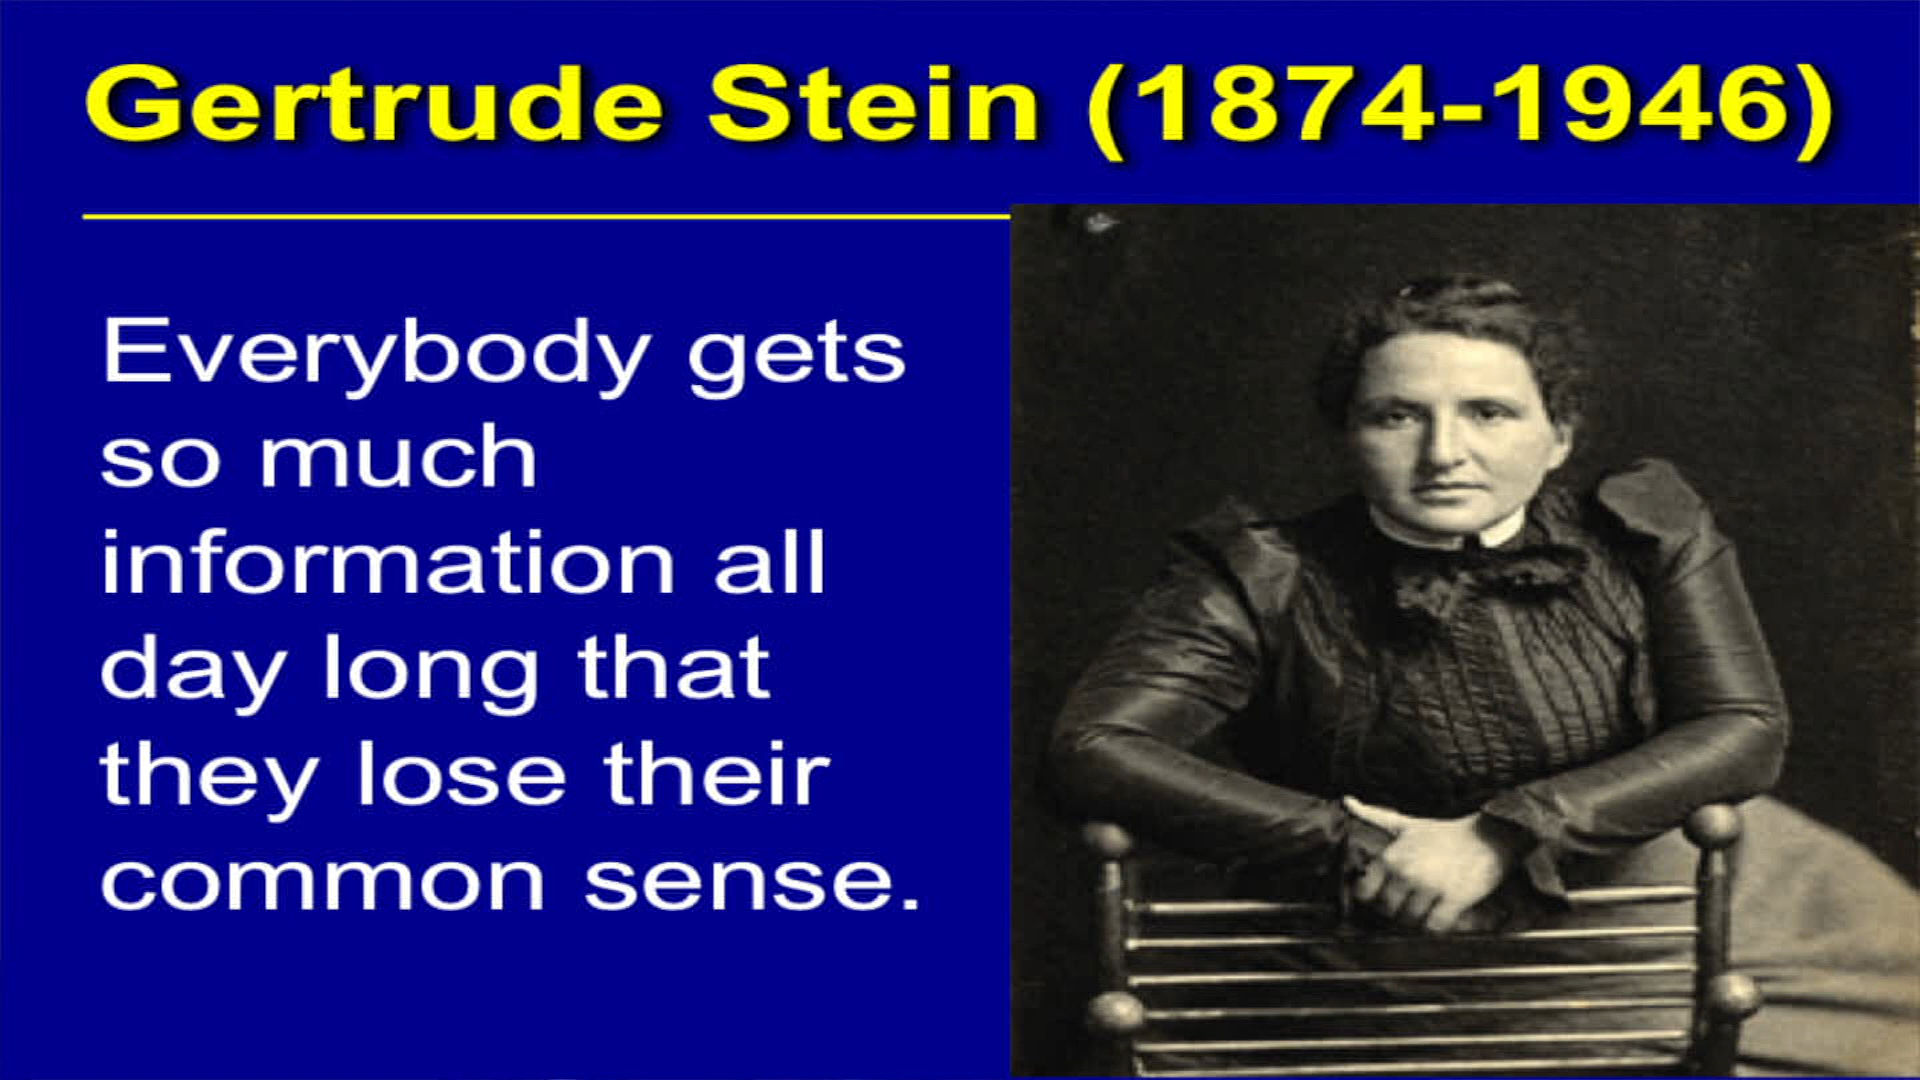 Gertrude Stein (1874-1946)
Everybody gets
so much
information all
day long that
they lose their
common sense.